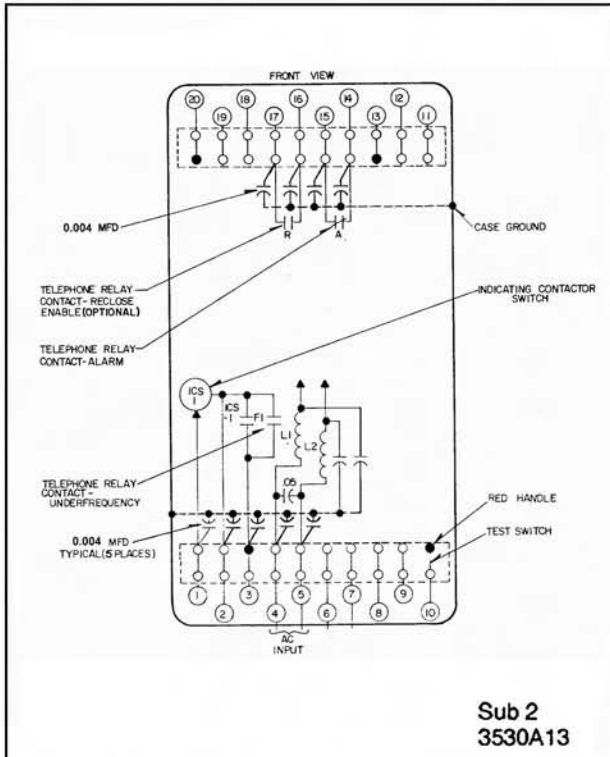 FRONT VIEW
20 18 17 16 15 14 13 12
19 11
0.004 MFD
R A
CASE GROUND
TELEPHONE RELAY
CONTACT-RECLOSE
ENABLE (OPTIONAL)
INDICATING CONTACTOR
SWITCH
TELEPHONE RELAY
CONTACT-ALARM
ICS
1
ICS
1
F1
L1
L2
.05
TELEPHONE RELAY
CONTACT-
UNDERFREQUENCY
RED HANDLE
TEST SWITCH
0.004 MFD
TYPICAL (5 PLACES)
1 3 5 7 9
2 4 6 8 10
AC
INPUT
Sub 2
3530A13